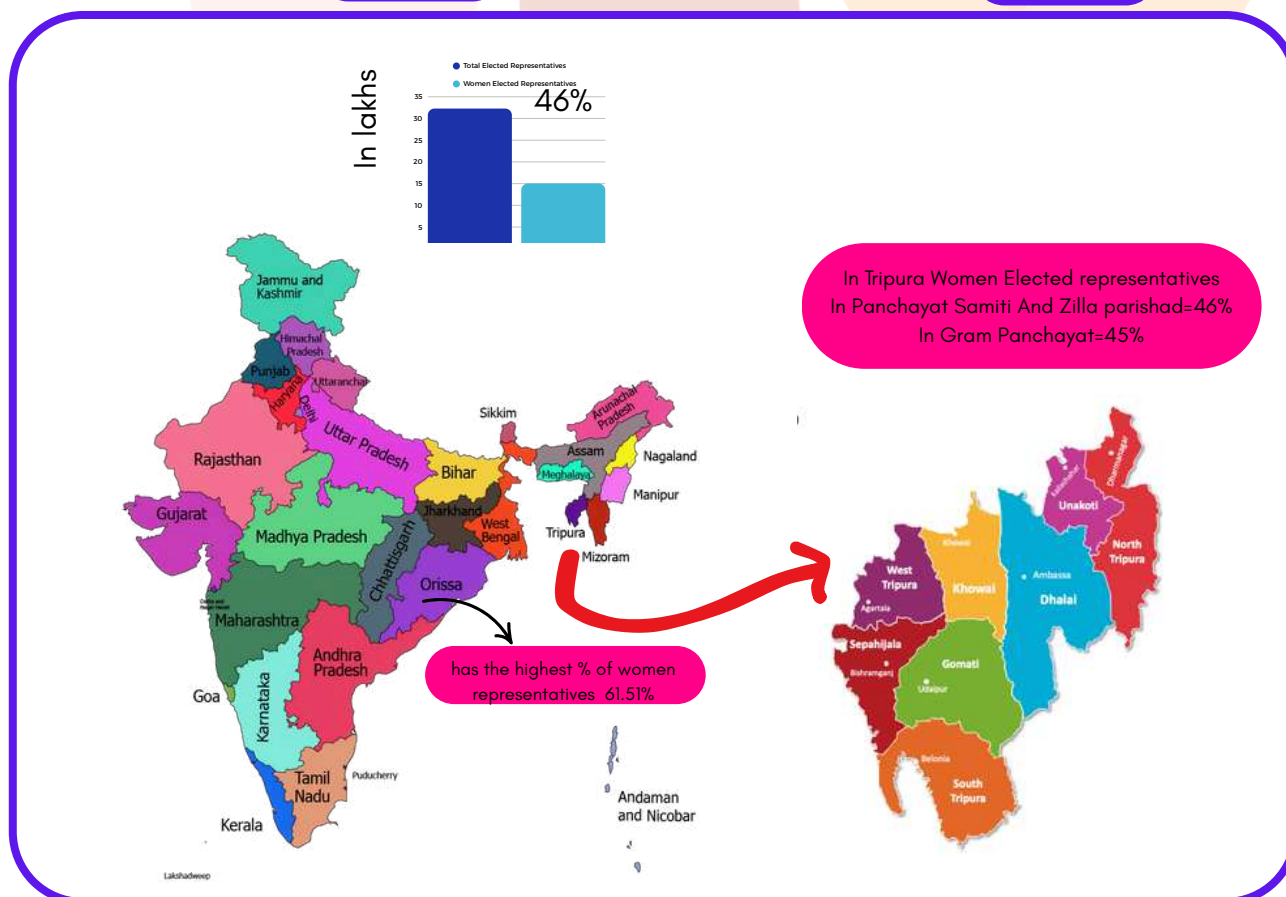 Total Elected Representatives
Women Elected Representatives
In lakhs
46%
35
30
25
20
15
10
5
Jammu and
Kashmir
Himachal
Pradesh
Punjab
Uttaranchal
Haryana
Delhi
Uttar Pradesh
Rajasthan
Sikkim
Arunachal
Pradesh
Assam
Nagaland
Meghalaya
Manipur
Bihar
Jharkhand
West
Bengal
Tripura
Mizoram
Gujarat
Madhya Pradesh
Chhattisgarh
Orissa
Maharashtra
Andhra
Pradesh
has the highest % of women
representatives 61.51%
Goa
Karnataka
Tamil
Nadu
Puducherry
Kerala
Andaman
and Nicobar
Lakshadweep
In Tripura Women Elected representatives
In Panchayat Samiti And Zilla parishad=46%
In Gram Panchayat=45%
Dharmanagar
Kailashahar
Unakoti
North
Tripura
Khowai
West
Tripura
Agartala
Khowai
Ambassa
Dhalai
Sepahijala
Bishramganj
Gomati
Udaipur
Belonia
South
Tripura